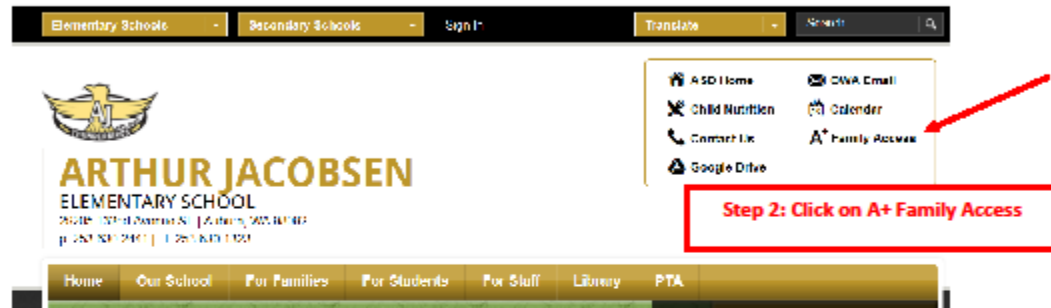 Elementary Schools Secondary Schools Sign In Translate Search
ASD Home OWA Email
Child Nutrition Calendar
Contact Us A+ Family Access
Google Drive
AJ
ARTHUR JACOBSEN
ELEMENTARY SCHOOL
Step 2: Click on A+ Family Access
Home Our School For Families For Students For Staff Library PTA